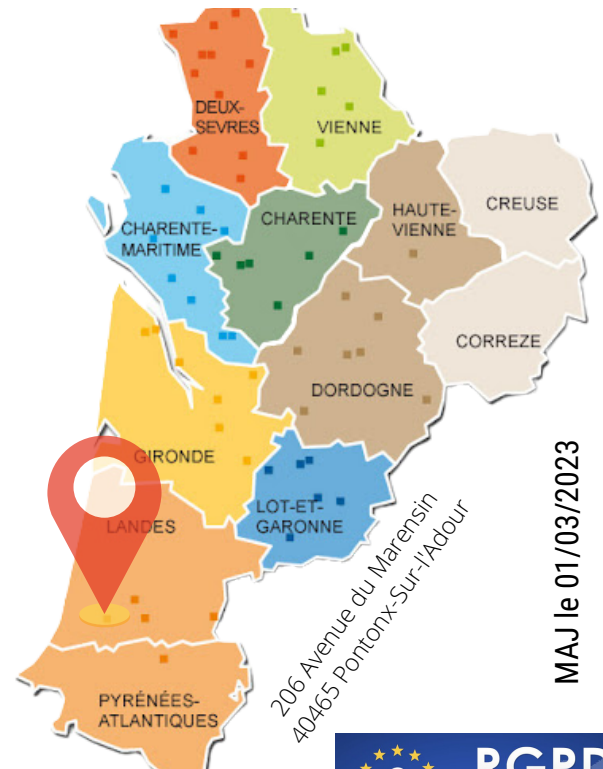 DEUX-
SEVRES
VIENNE
CHARENTE-
MARITIME
CHARENTE
HAUTE-
VIENNE
CREUSE
CORREZE
DORDOGNE
GIRONDE
LOT-ET-
GARONNE
LANDES
PYRÉNÉES-
ATLANTIQUES
206 Avenue du Marensin
40465 Pontonx-Sur-l'Adour
MAJ le 01/03/2023
RGPD